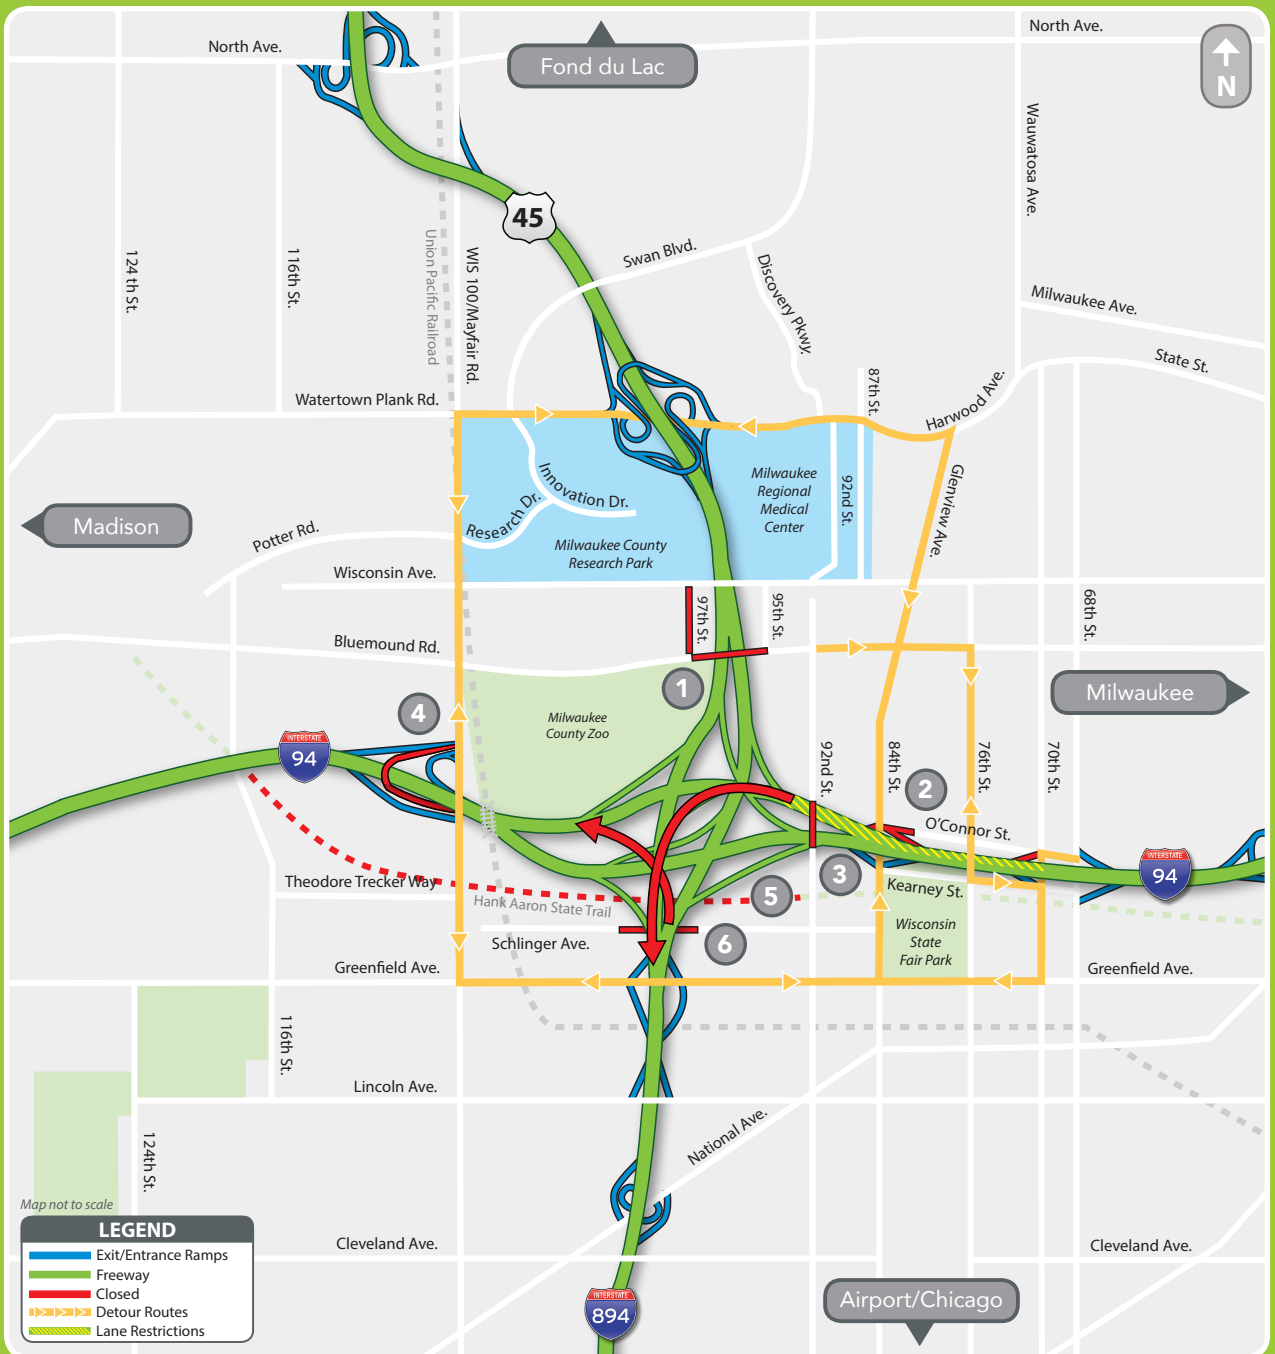 North Ave.
Fond du Lac
North Ave.
N
Wauwatosa Ave.
45
124 th St.
116th St.
Union Pacific Railroad
WIS 100/Mayfair Rd.
Swan Blvd.
Discovery Pkwy.
Milwaukee Ave.
State St.
87th St.
Harwood Ave.
Watertown Plank Rd.
Glenview Ave.
Innovation Dr.
Research Dr.
Milwaukee
Regional
Medical
Center
92nd St.
Madison
Potter Rd.
Milwaukee County
Research Park
Wisconsin Ave.
97th St.
95th St.
68th St.
Bluemound Rd.
Milwaukee
1
4
Milwaukee
County Zoo
INTERSTATE
94
92nd St.
84th St.
76th St.
70th St.
2
O'Connor St.
3
INTERSTATE
94
Theodore Trecker Way
Hank Aaron State Trail
5
Kearney St.
Wisconsin
State
Fair Park
Schlinger Ave.
6
Greenfield Ave.
Greenfield Ave.
116th St.
Lincoln Ave.
124th St.
National Ave.
Map not to scale
LEGEND
Exit/Entrance Ramps
Freeway
Closed
Detour Routes
Lane Restrictions
Cleveland Ave.
Cleveland Ave.
INTERSTATE
894
Airport/Chicago